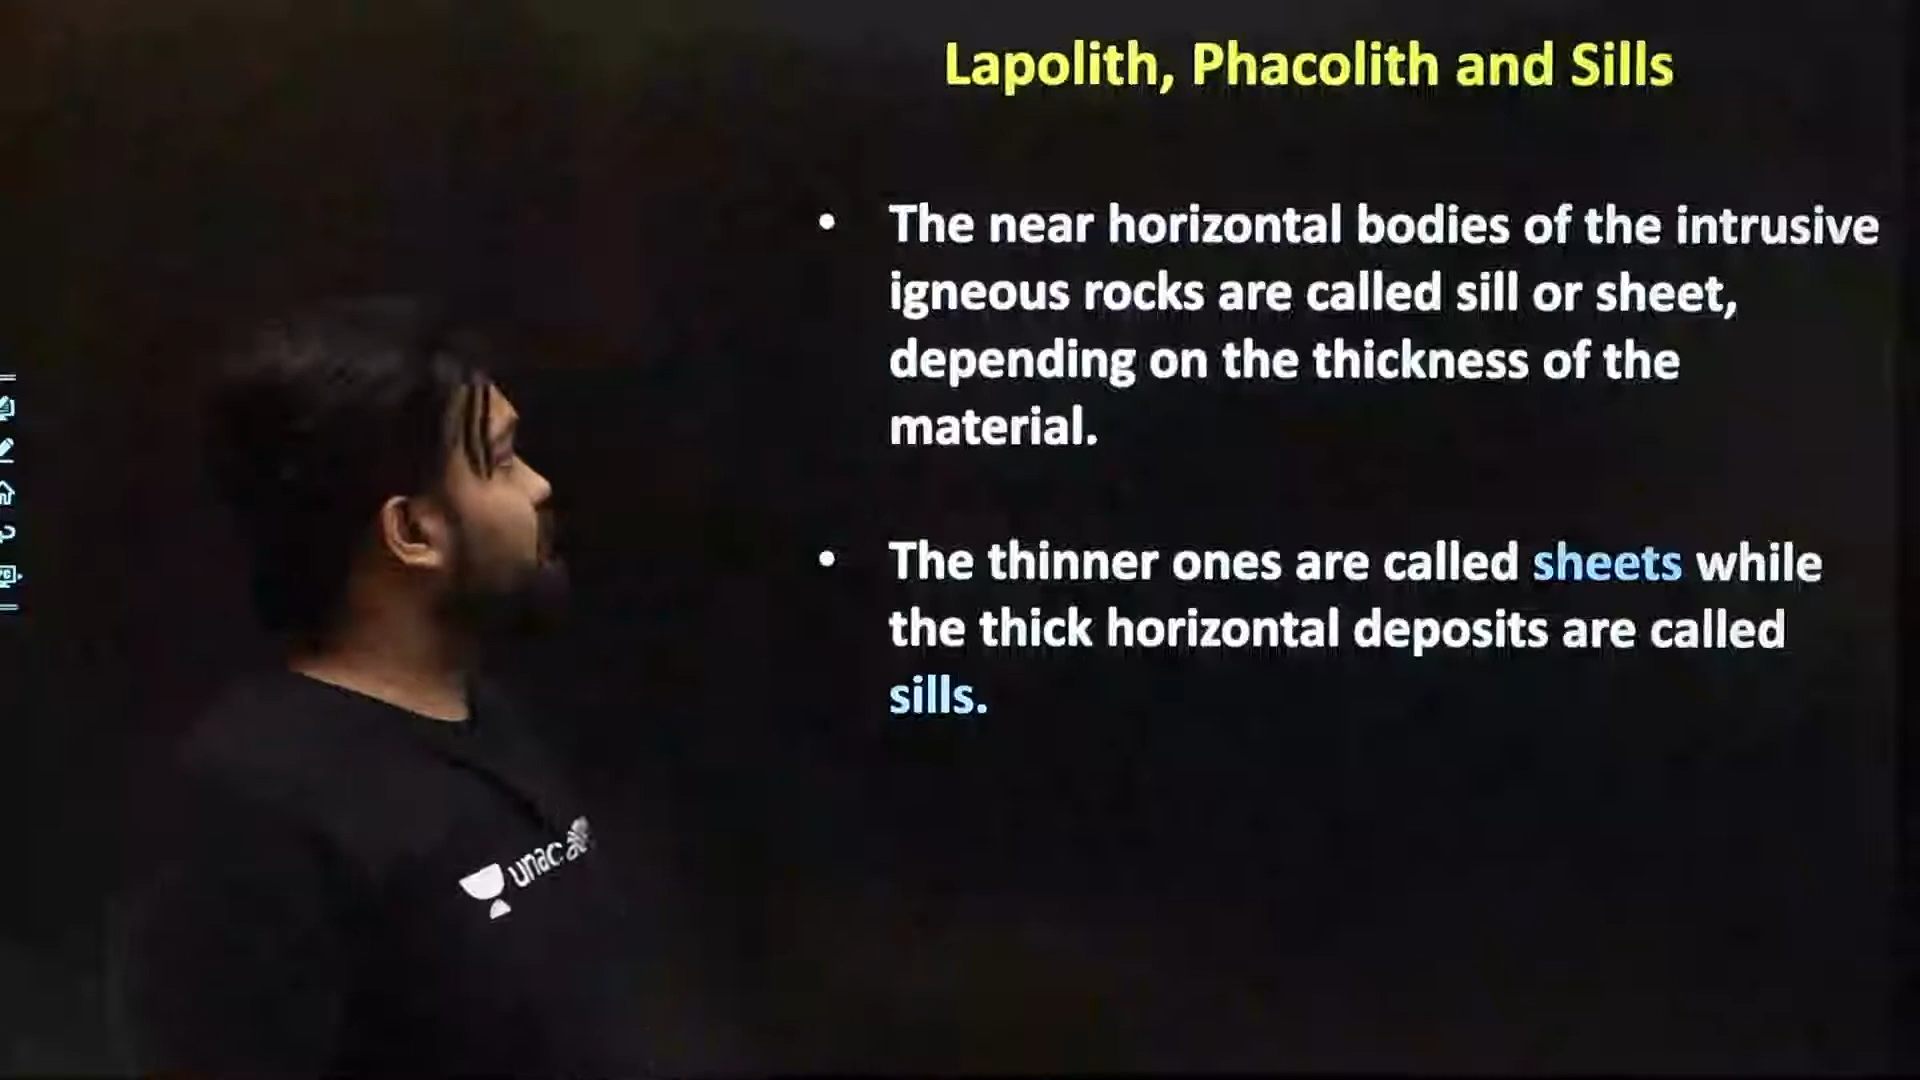 Lapolith, Phacolith and Sills
• The near horizontal bodies of the intrusive
igneous rocks are called sill or sheet,
depending on the thickness of the
material.
• The thinner ones are called sheets while
the thick horizontal deposits are called
sills.